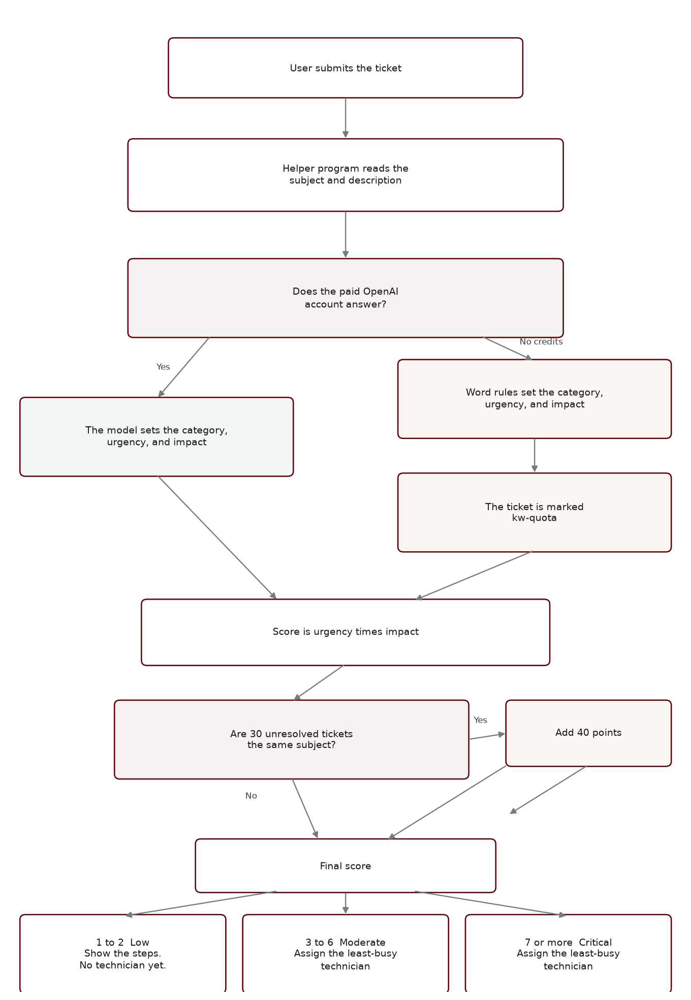 User submits the ticket
Helper program reads the
subject and description
Does the paid OpenAI
account answer?
No credits
Yes
Word rules set the category,
urgency, and impact
The model sets the category,
urgency, and impact
The ticket is marked
kw-quota
Score is urgency times impact
Yes
Are 30 unresolved tickets
the same subject?
Add 40 points
No
Final score
1 to 2  Low
Show the steps.
No technician yet.
3 to 6  Moderate
Assign the least-busy
technician
7 or more  Critical
Assign the least-busy
technician